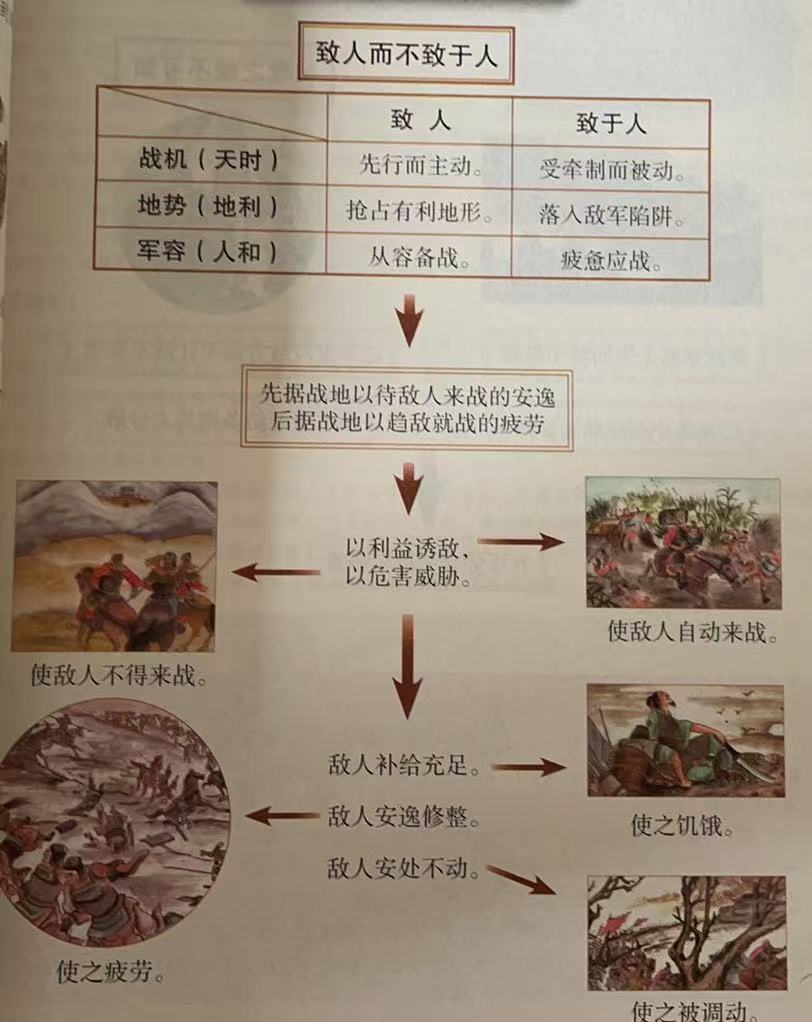 致人而不致于人
致人 致于人
战机（天时） 先行而主动。 受牵制而被动。
地势（地利） 抢占有利地形。 落入敌军陷阱。
军容（人和） 从容备战。 疲惫应战。
先据战地以待敌人来战的安逸
后据战地以趋敌就战的疲劳
以利益诱敌，
以危害威胁。
使敌人自动来战。
使敌人不得来战。
敌人补给充足。
敌人安逸修整。
使之饥饿。
敌人安处不动。
使之疲劳。
使之被调动。